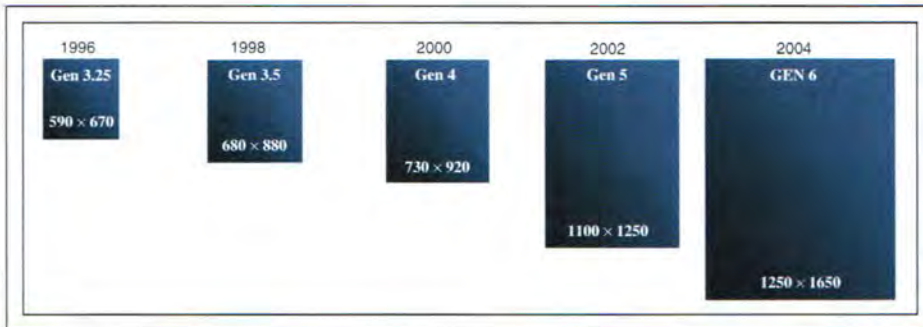 1996
Gen 3.25
590 × 670
1998
Gen 3.5
680 × 880
2000
Gen 4
730 × 920
2002
Gen 5
1100 × 1250
2004
GEN 6
1250 × 1650